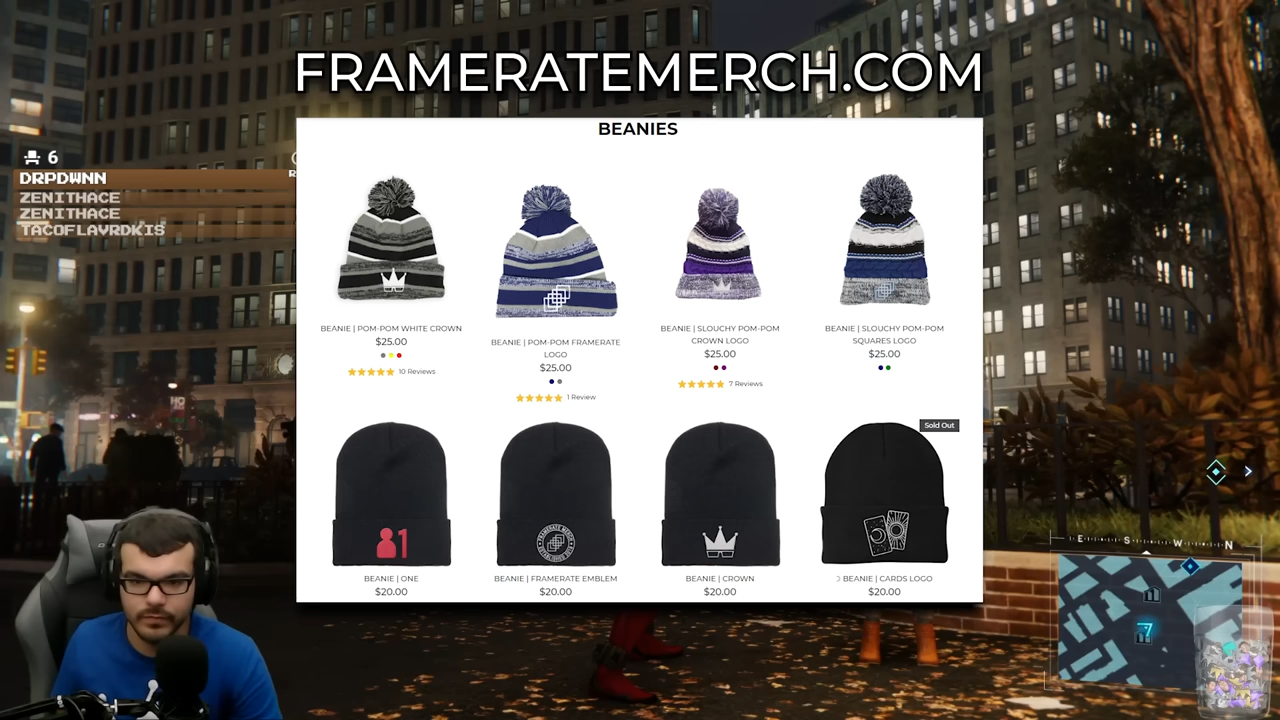 FRAMERATEMERCH.COM
BEANIES
6
DRPDWNN
ZENITHACE
ZENITHACE
TACOFLAVRDKIS
BEANIE | POM-POM WHITE CROWN
$25.00
10 Reviews
BEANIE | POM-POM FRAMERATE
LOGO
$25.00
1 Review
BEANIE | SLOUCHY POM-POM
CROWN LOGO
$25.00
7 Reviews
BEANIE | SLOUCHY POM-POM
SQUARES LOGO
$25.00
Sold Out
81
BEANIE | ONE
$20.00
BEANIE | FRAMERATE EMBLEM
$20.00
BEANIE | CROWN
$20.00
BEANIE | CARDS LOGO
$20.00
HO
E S W N
7